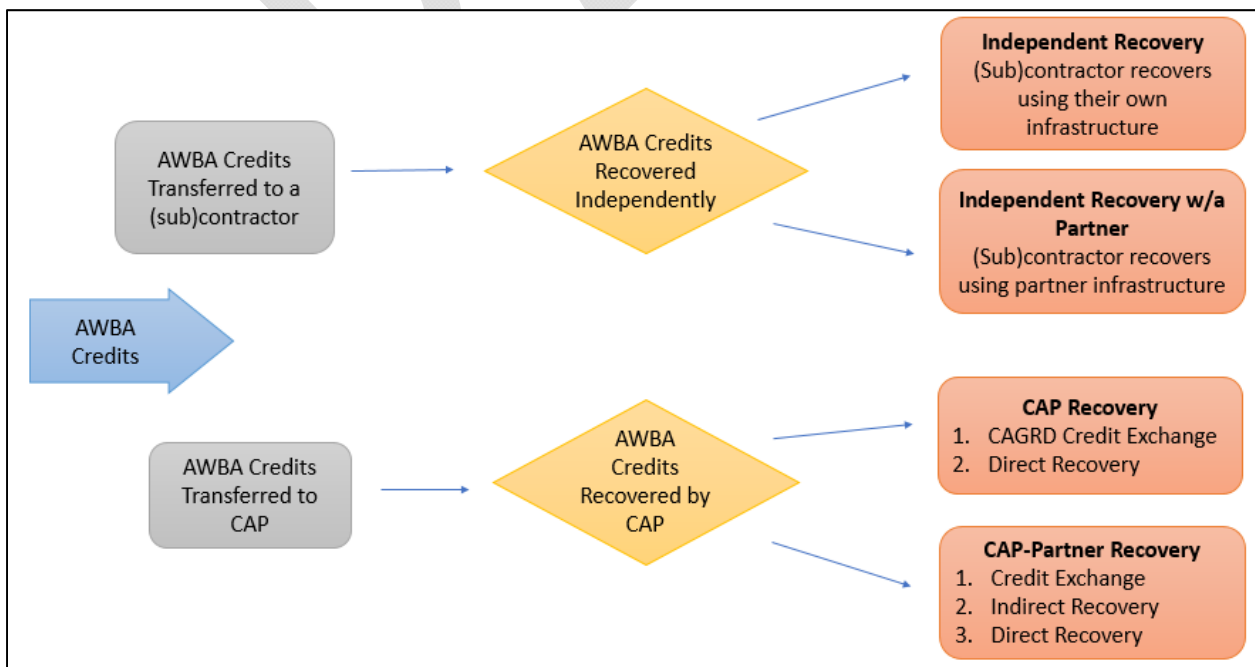 AWBA
Credits
AWBA Credits
Transferred to a
(sub)contractor
AWBA Credits
Recovered
Independently
Independent Recovery
(Sub)contractor recovers
using their own
infrastructure
Independent Recovery w/a
Partner
(Sub)contractor recovers
using partner infrastructure
AWBA Credits
Transferred to
CAP
AWBA
Credits
Recovered by
CAP
CAP Recovery
1. CAGRD Credit Exchange
2. Direct Recovery
CAP-Partner Recovery
1. Credit Exchange
2. Indirect Recovery
3. Direct Recovery